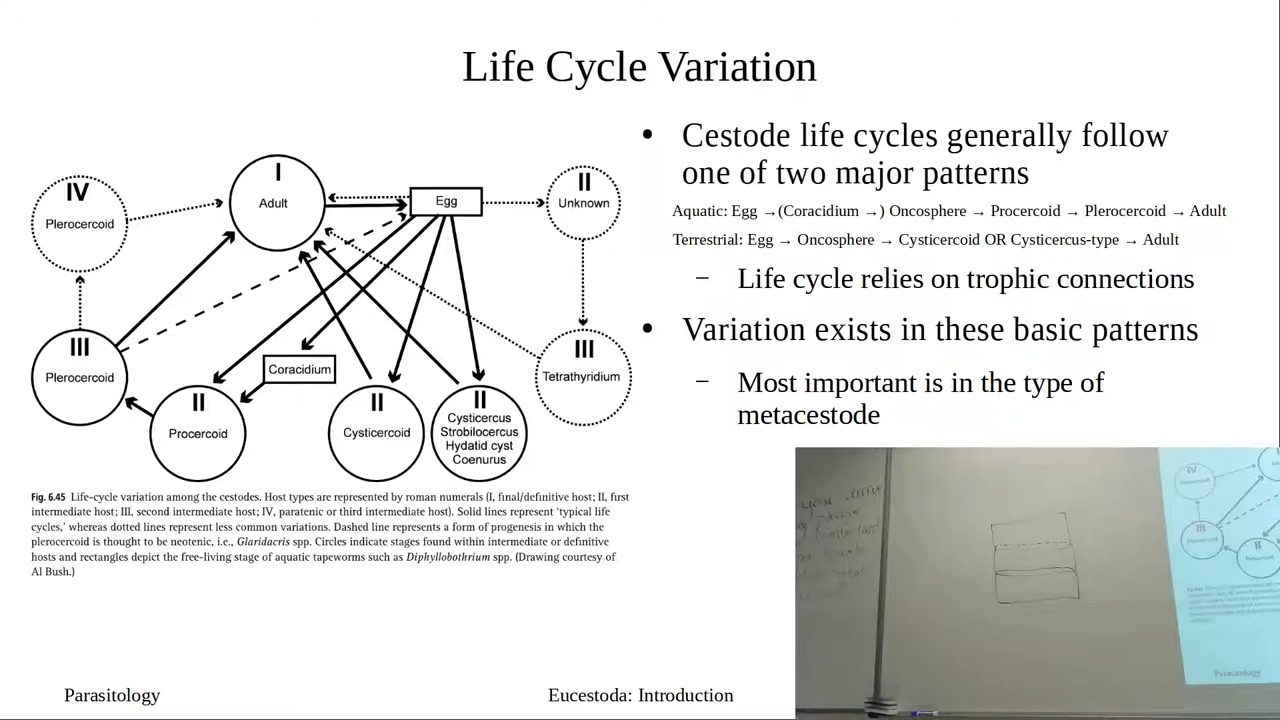 Life Cycle Variation
IV
Plerocercoid
I
Adult
Egg
II
Unknown
III
Plerocercoid
Coracidium
II
Procercoid
II
Cysticercoid
II
Cysticercus
Strobilocercus
Hydatid cyst
Coenurus
III
Tetrathyridium
Fig. 6.45 Life-cycle variation among the cestodes. Host types are represented by roman numerals (I, final/definitive host; II, first
intermediate host; III, second intermediate host; IV, paratenic or third intermediate host). Solid lines represent 'typical life
cycles,' whereas dotted lines represent less common variations. Dashed line represents a form of progenesis in which the
plerocercoid is thought to be neotenic, i.e., Glaridacris spp. Circles indicate stages found within intermediate or definitive
hosts and rectangles depict the free-living stage of aquatic tapeworms such as Diphyllobothrium spp. (Drawing courtesy of
Al Bush.)
• Cestode life cycles generally follow
one of two major patterns
Aquatic: Egg →(Coracidium →) Oncosphere → Procercoid → Plerocercoid → Adult
Terrestrial: Egg → Oncosphere → Cysticercoid OR Cysticercus-type → Adult
– Life cycle relies on trophic connections
• Variation exists in these basic patterns
– Most important is in the type of
metacestode
you arrive
please
IV
III
II
Parasitology
Parasitology
Eucestoda: Introduction